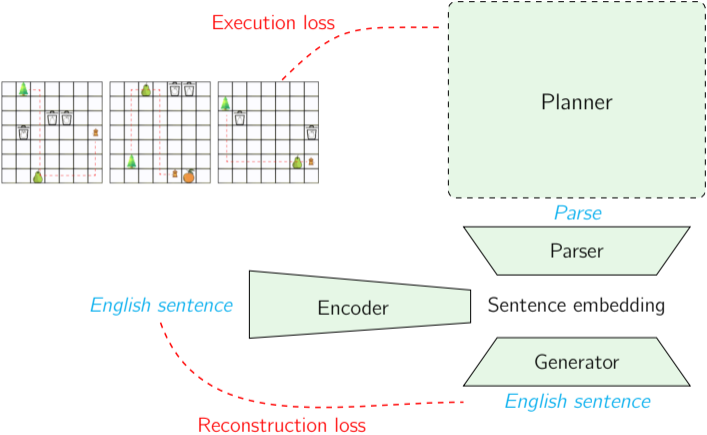 Execution loss
Planner
Parse
Parser
English sentence
Encoder
Sentence embedding
Generator
English sentence
Reconstruction loss